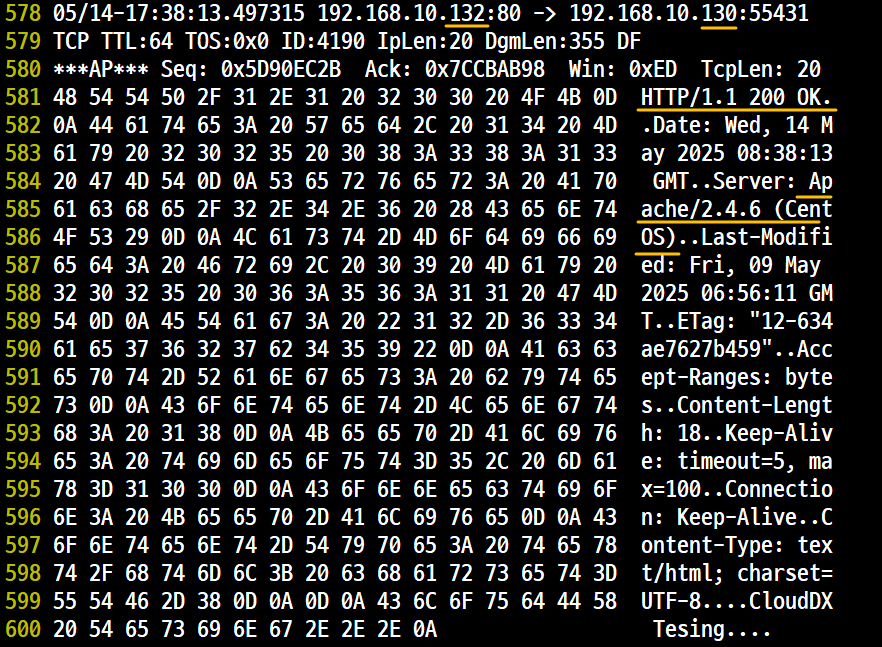 578 05/14-17:38:13.497315 192.168.10.132:80 -> 192.168.10.130:55431
579 TCP TTL:64 TOS:0x0 ID:4190 IpLen:20 DgmLen:355 DF
580 ***AP*** Seq: 0x5D90EC2B  Ack: 0x7CCBAB98  Win: 0xED  TcpLen: 20
581 48 54 54 50 2F 31 2E 31 20 32 30 30 20 4F 4B 0D  HTTP/1.1 200 OK.
582 0A 44 61 74 65 3A 20 57 65 64 2C 20 31 34 20 4D  .Date: Wed, 14 M
583 61 79 20 32 30 32 35 20 30 38 3A 33 38 3A 31 33  ay 2025 08:38:13
584 20 47 4D 54 0D 0A 53 65 72 76 65 72 3A 20 41 70   GMT..Server: Ap
585 61 63 68 65 2F 32 2E 34 2E 36 20 28 43 65 6E 74  ache/2.4.6 (Cent
586 4F 53 29 0D 0A 4C 61 73 74 2D 4D 6F 64 69 66 69  OS)..Last-Modifi
587 65 64 3A 20 46 72 69 2C 20 30 39 20 4D 61 79 20  ed: Fri, 09 May
588 32 30 32 35 20 30 36 3A 35 36 3A 31 31 20 47 4D  2025 06:56:11 GM
589 54 0D 0A 45 54 61 67 3A 20 22 31 32 2D 36 33 34  T..ETag: "12-634
590 61 65 37 36 32 37 62 34 35 39 22 0D 0A 41 63 63  ae7627b459"..Acc
591 65 70 74 2D 52 61 6E 67 65 73 3A 20 62 79 74 65  ept-Ranges: byte
592 73 0D 0A 43 6F 6E 74 65 6E 74 2D 4C 65 6E 67 74  s..Content-Lengt
593 68 3A 20 31 38 0D 0A 4B 65 65 70 2D 41 6C 69 76  h: 18..Keep-Aliv
594 65 3A 20 74 69 6D 65 6F 75 74 3D 35 2C 20 6D 61  e: timeout=5, ma
595 78 3D 31 30 30 0D 0A 43 6F 6E 6E 65 63 74 69 6F  x=100..Connectio
596 6E 3A 20 4B 65 65 70 2D 41 6C 69 76 65 0D 0A 43  n: Keep-Alive..C
597 6F 6E 74 65 6E 74 2D 54 79 70 65 3A 20 74 65 78  ontent-Type: tex
598 74 2F 68 74 6D 6C 3B 20 63 68 61 72 73 65 74 3D  t/html; charset=
599 55 54 46 2D 38 0D 0A 0D 0A 43 6C 6F 75 64 44 58  UTF-8....CloudDX
600 20 54 65 73 69 6E 67 2E 2E 2E 0A                  Tesing....